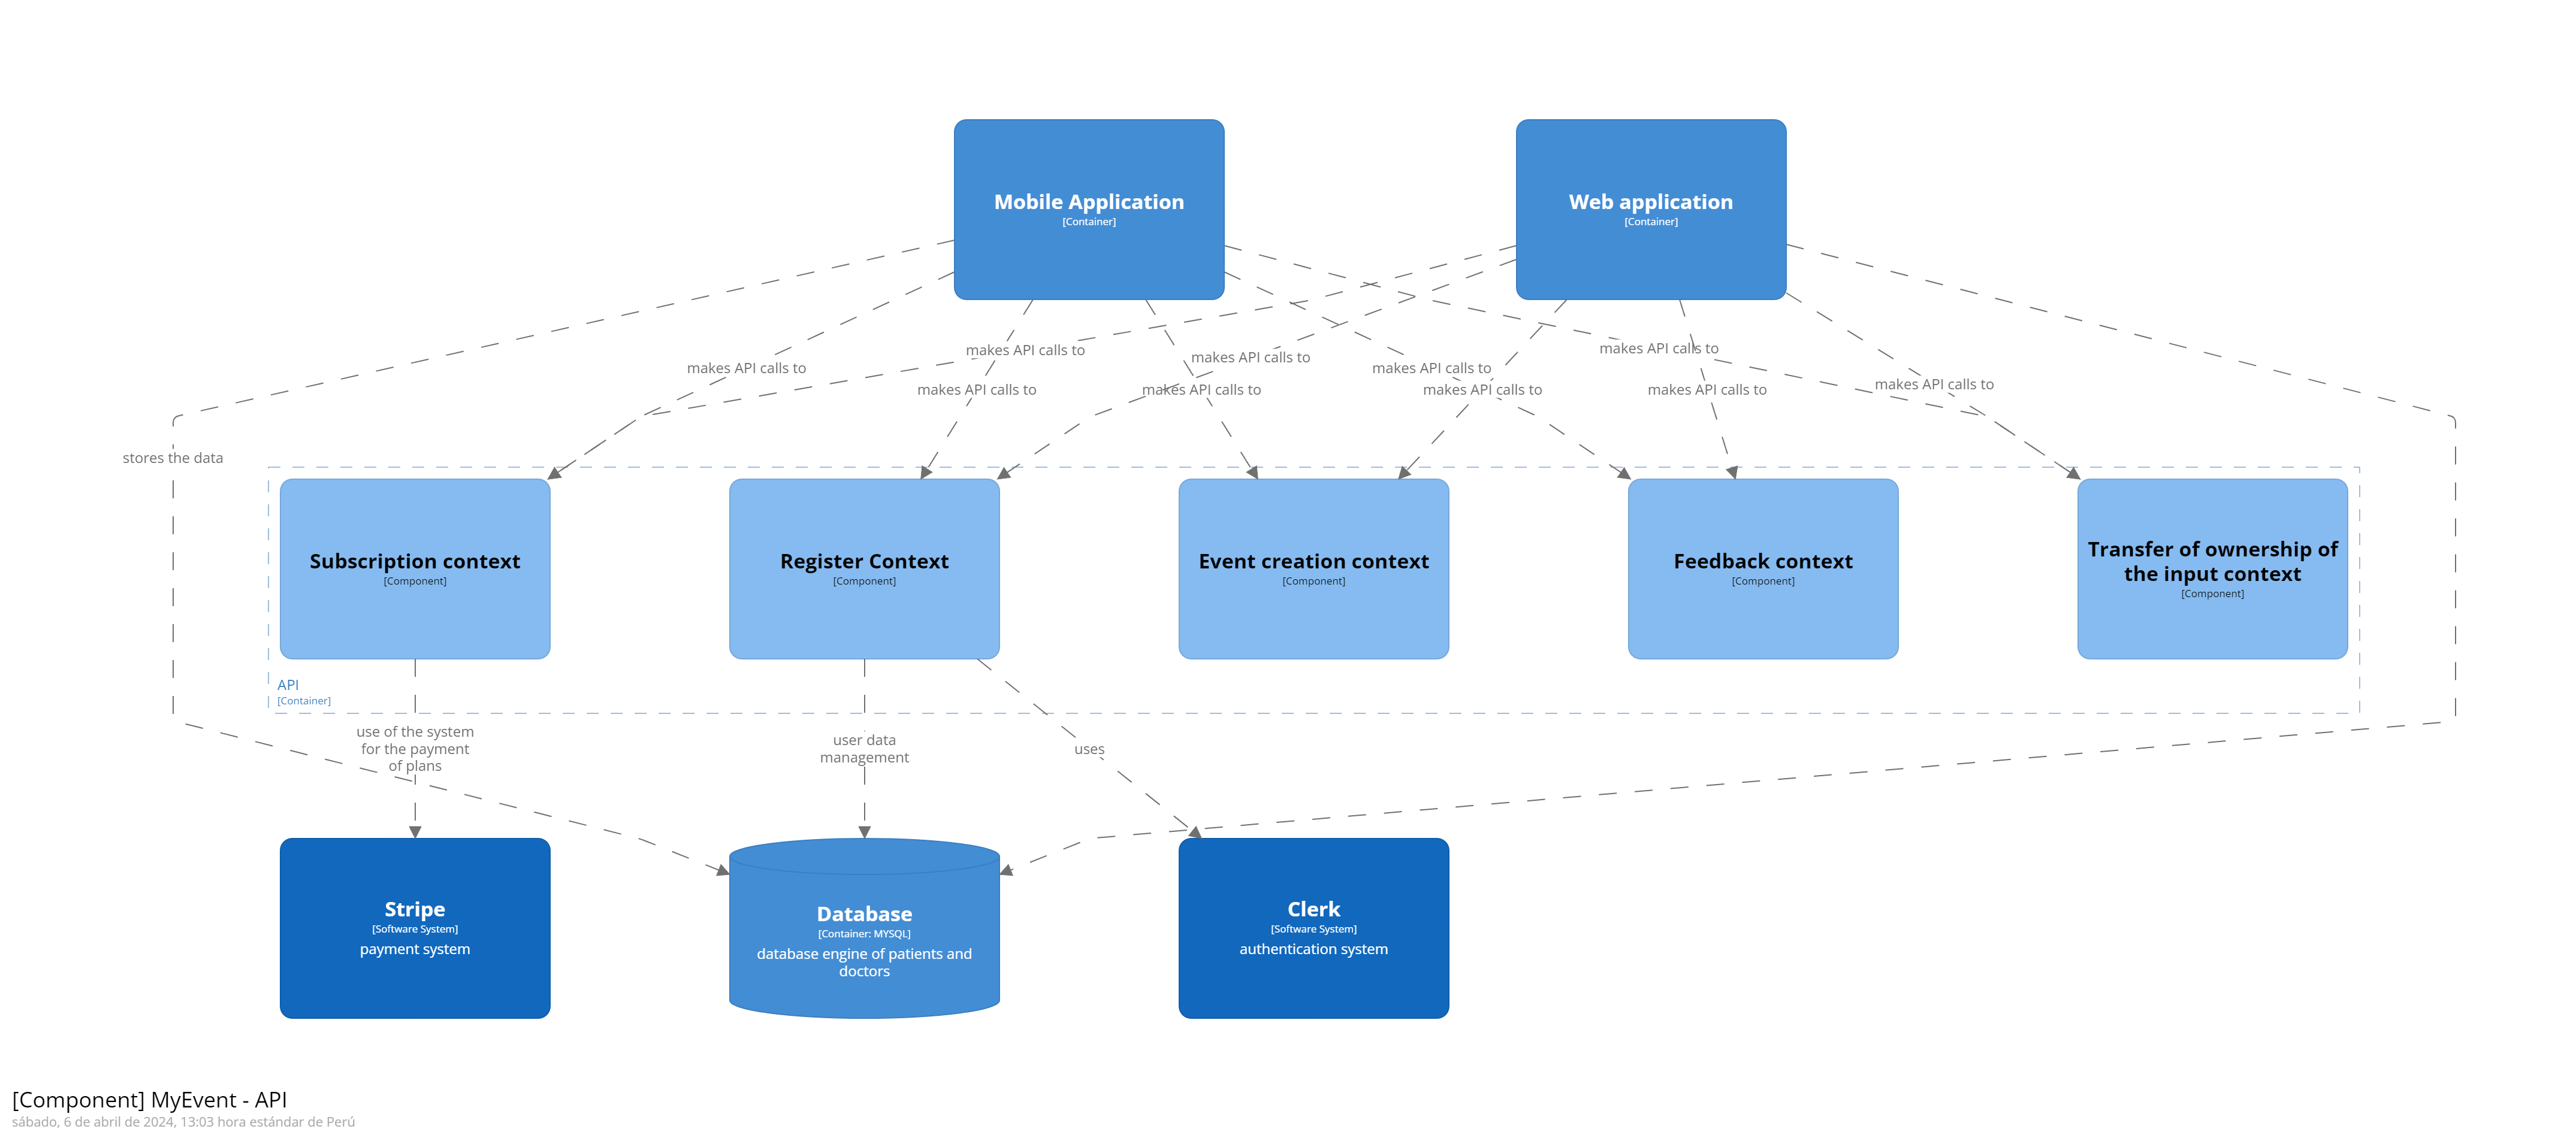 Mobile Application
[Container]
Web application
[Container]
makes API calls to
makes API calls to
makes API calls to
makes API calls to
makes API calls to
makes API calls to
makes API calls to
makes API calls to
makes API calls to
makes API calls to
stores the data
Subscription context
[Component]
Register Context
[Component]
Event creation context
[Component]
Feedback context
[Component]
Transfer of ownership of
the input context
[Component]
API
[Container]
use of the system
for the payment
of plans
user data
management
uses
Stripe
[Software System]
payment system
Database
[Container: MYSQL]
database engine of patients and
doctors
Clerk
[Software System]
authentication system
[Component] MyEvent - API
sábado, 6 de abril de 2024, 13:03 hora estándar de Perú